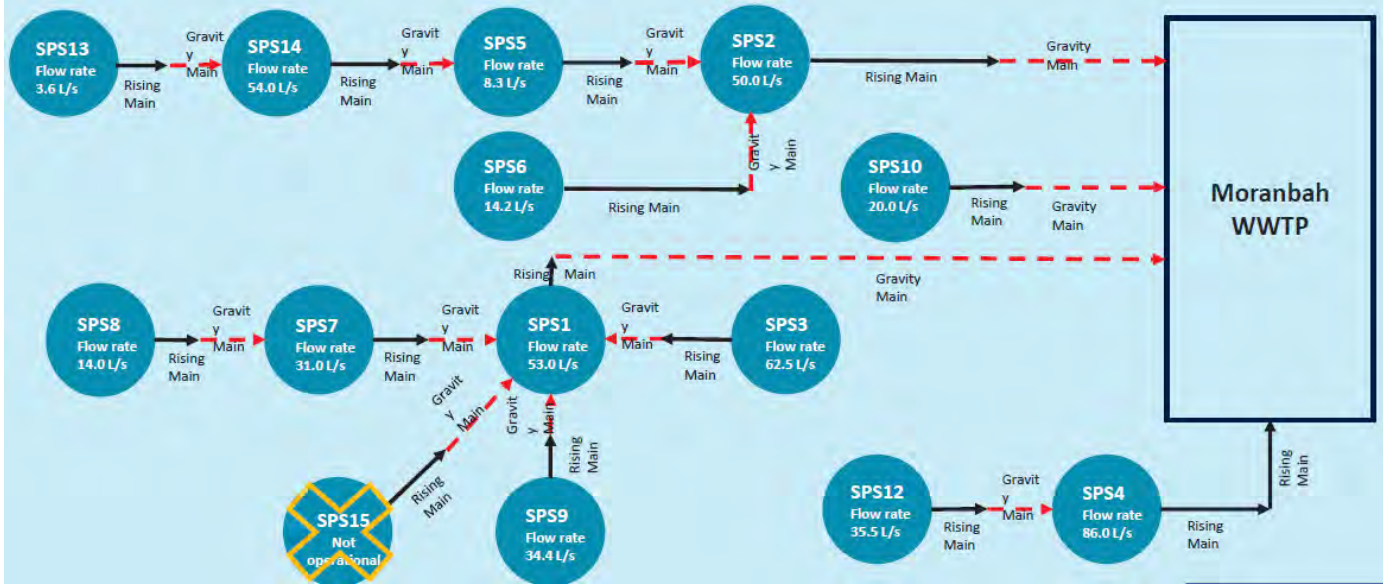 SPS13
Flow rate
3.6 L/s
Rising
Main
Gravit
y
Main
SPS14
Flow rate
54.0 L/s
Rising
Main
Gravit
y
Main
SPS5
Flow rate
8.3 L/s
Rising
Main
Gravit
y
Main
SPS2
Flow rate
50.0 L/s
Rising Main
Gravity
Main
SPS6
Flow rate
14.2 L/s
Rising Main
Gravit
y Main
SPS10
Flow rate
20.0 L/s
Rising
Main
Gravity
Main
Moranbah
WWTP
Rising Main
Gravity
Main
SPS8
Flow rate
14.0 L/s
Rising
Main
Gravit
y
Main
SPS7
Flow rate
31.0 L/s
Rising
Main
Gravit
y
Main
SPS1
Flow rate
53.0 L/s
Gravit
y
Main
Rising
Main
SPS3
Flow rate
62.5 L/s
SPS15
Not
operational
Rising
Main
Gravit
y
Main
SPS9
Flow rate
34.4 L/s
Rising
Main
Gravit
y
Main
SPS12
Flow rate
35.5 L/s
Rising
Main
Gravit
y
Main
SPS4
Flow rate
86.0 L/s
Rising
Main
Rising
Main